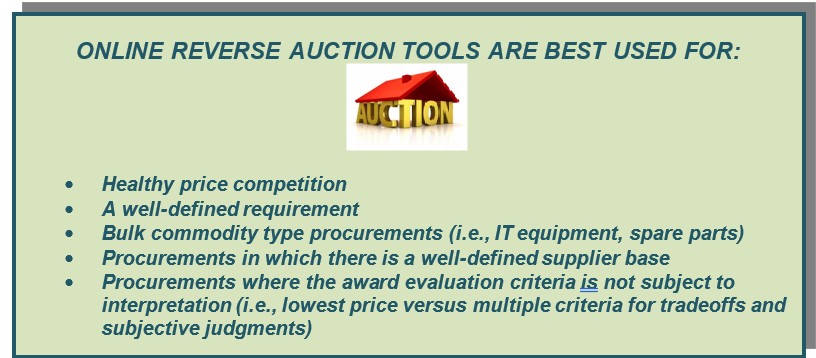 ONLINE REVERSE AUCTION TOOLS ARE BEST USED FOR:
AUCTION
• Healthy price competition
• A well-defined requirement
• Bulk commodity type procurements (i.e., IT equipment, spare parts)
• Procurements in which there is a well-defined supplier base
• Procurements where the award evaluation criteria is not subject to
interpretation (i.e., lowest price versus multiple criteria for tradeoffs and
subjective judgments)